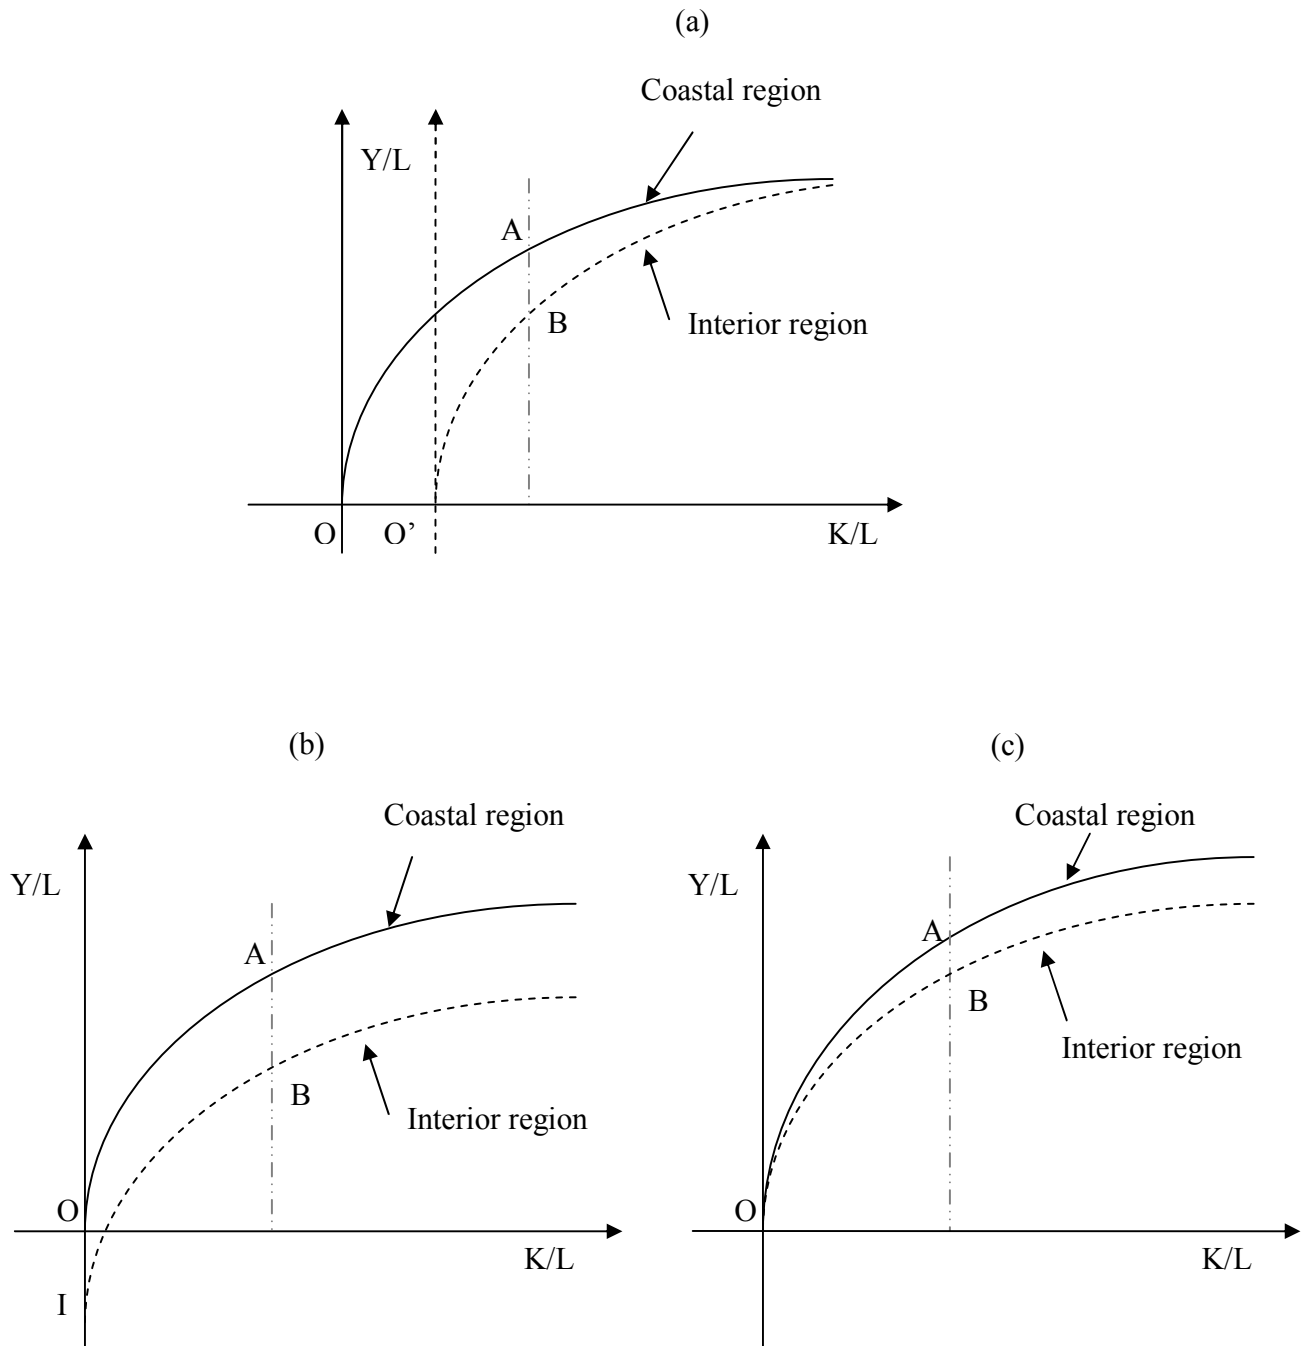 (a)
Coastal region
Y/L
A
B
Interior region
O
O’
K/L
(b)
Coastal region
Y/L
A
B
Interior region
O
K/L
I
(c)
Coastal region
Y/L
A
B
Interior region
O
K/L